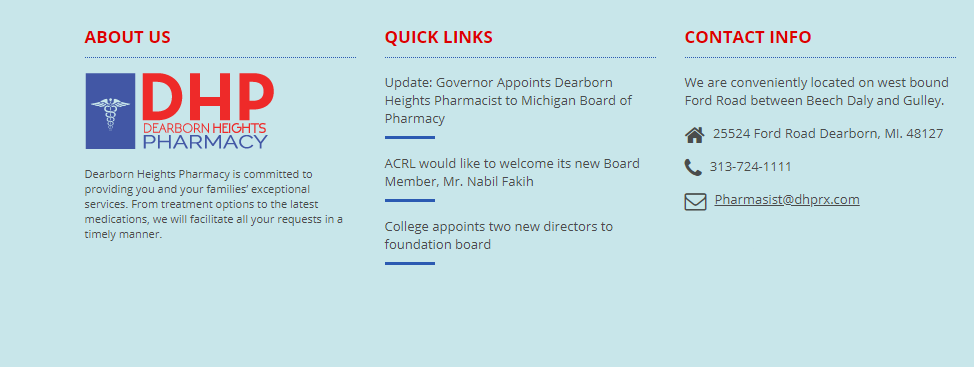 ABOUT US
DHP
DEARBORN HEIGHTS
PHARMACY
Dearborn Heights Pharmacy is committed to
providing you and your families’ exceptional
services. From treatment options to the latest
medications, we will facilitate all your requests in a
timely manner.
QUICK LINKS
Update: Governor Appoints Dearborn
Heights Pharmacist to Michigan Board of
Pharmacy
ACRL would like to welcome its new Board
Member, Mr. Nabil Fakih
College appoints two new directors to
foundation board
CONTACT INFO
We are conveniently located on west bound
Ford Road between Beech Daly and Gulley.
25524 Ford Road Dearborn, MI. 48127
313-724-1111
Pharmasist@dhprx.com